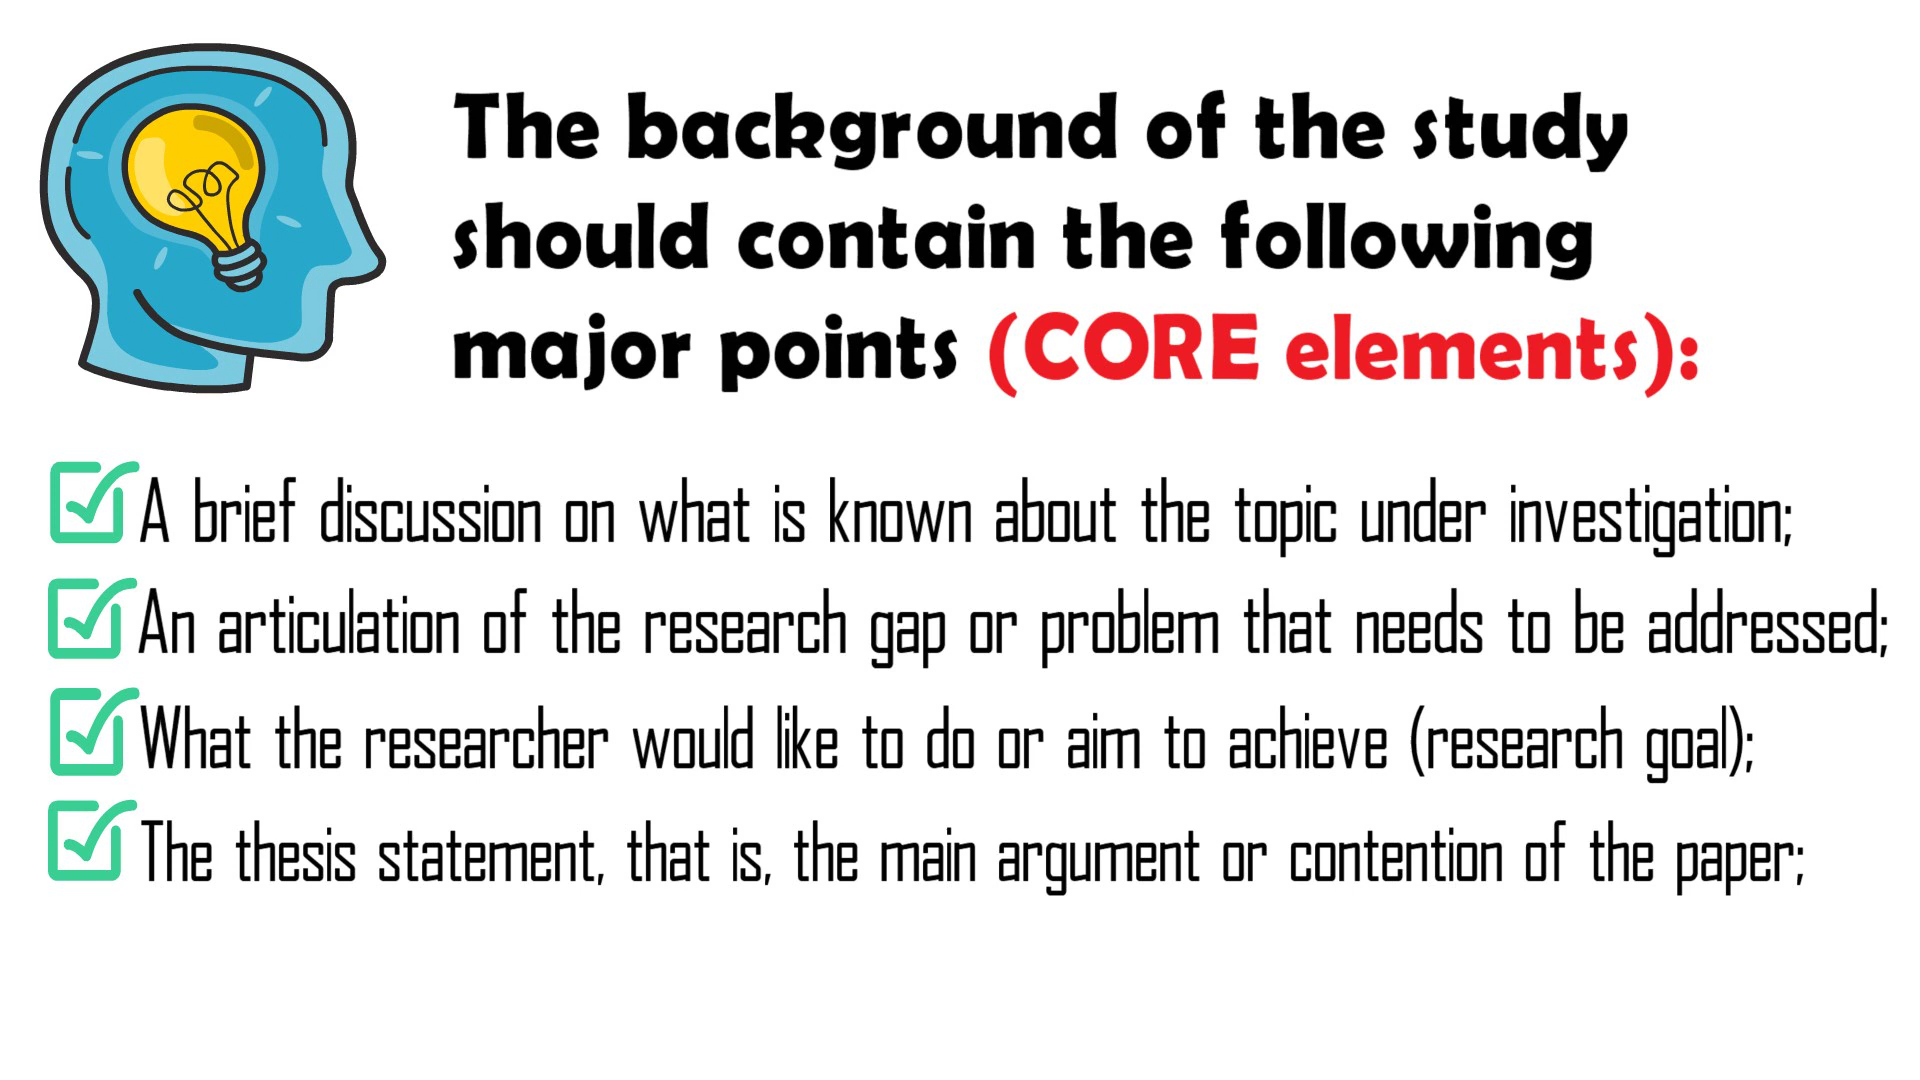 The background of the study
should contain the following
major points (CORE elements):
A brief discussion on what is known about the topic under investigation;
An articulation of the research gap or problem that needs to be addressed;
What the researcher would like to do or aim to achieve (research goal);
The thesis statement, that is, the main argument or contention of the paper;